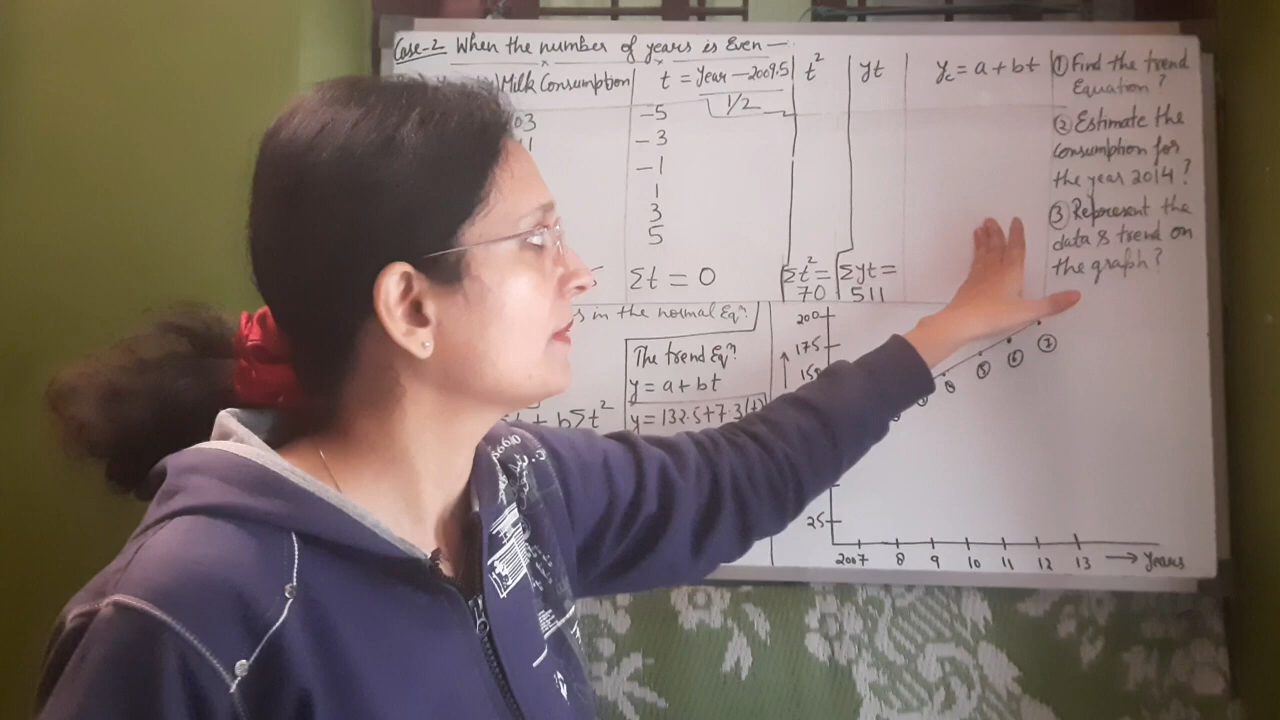 Case-2 When the number of years is Even —
Milk Consumption
t = Year — 2009.5
1/2
t²
yt
yc = a + bt
03
-5
-3
-1
1
3
5
Σt = 0
Σt² =
70
Σyt =
511
① Find the trend
Equation?
② Estimate the
Consumption for
the year 2014?
③ Represent the
data & trend on
the graph?
s in the normal Eqn.
+ bΣt²
The trend Eqn.
y = a + bt
y = 132.5 + 7.3(t)
200
175
25
⑤ ⑥ ⑦
2007 8 9 10 11 12 13 → Years